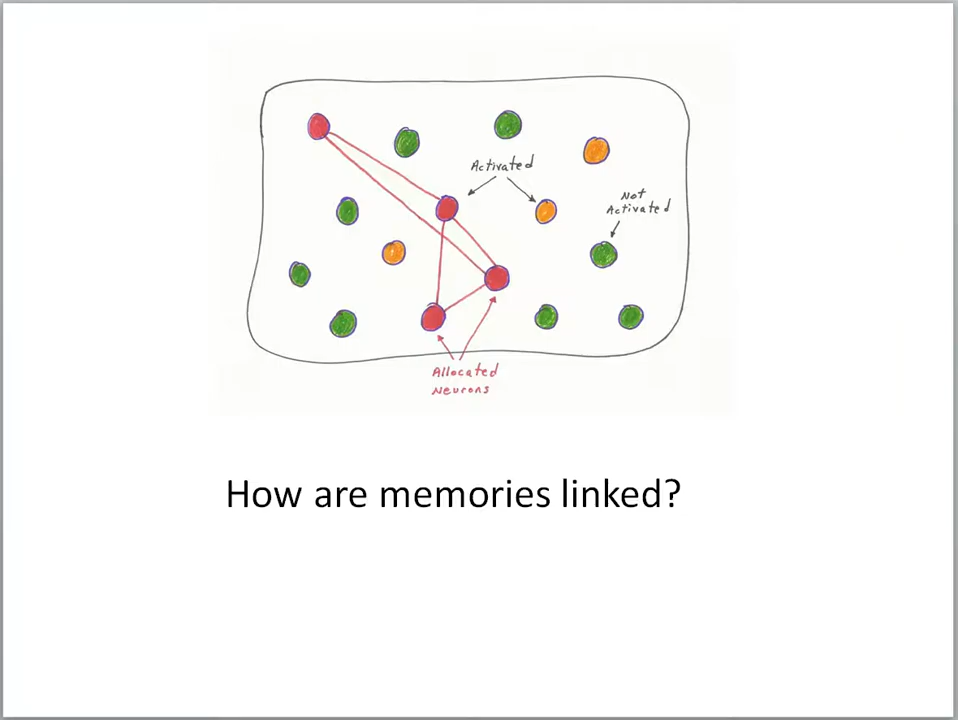 Activated
Not
Activated
Allocated
Neurons
How are memories linked?